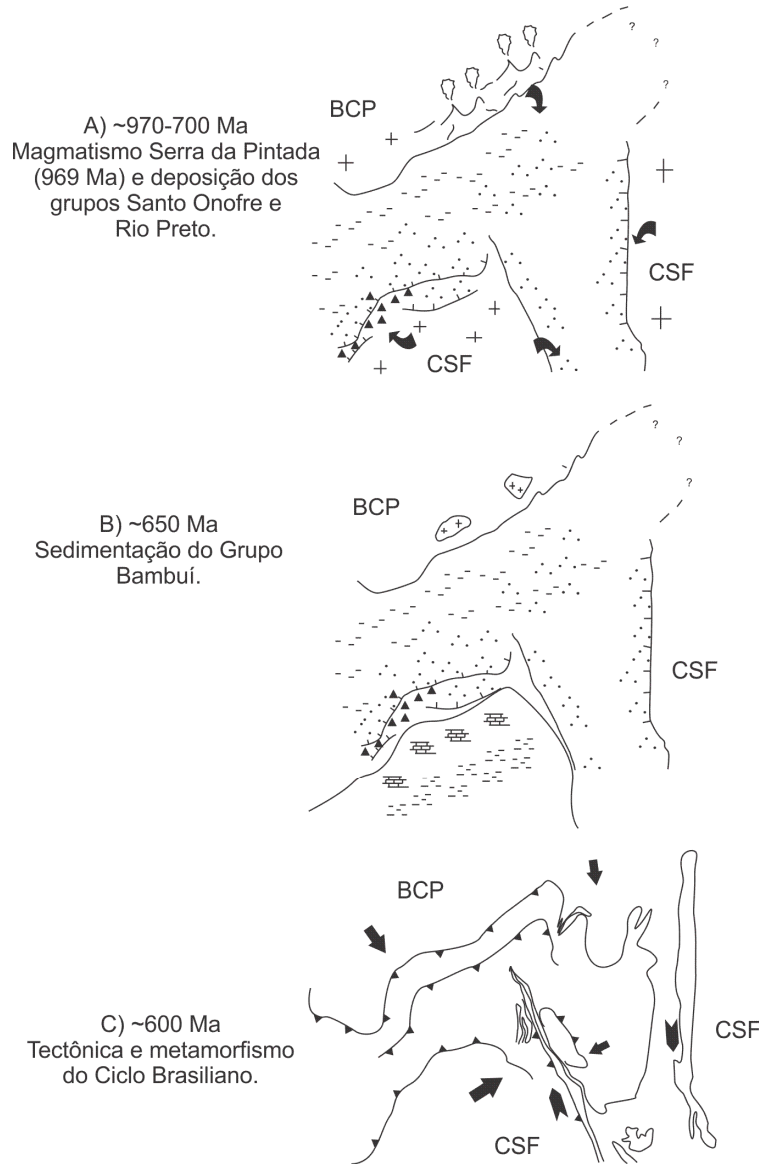 A) ~970-700 Ma
Magmatismo Serra da Pintada
(969 Ma) e deposição dos
grupos Santo Onofre e
Rio Preto.
BCP
?
?
?
CSF
CSF
B) ~650 Ma
Sedimentação do Grupo
Bambuí.
BCP
?
?
?
CSF
C) ~600 Ma
Tectônica e metamorfismo
do Ciclo Brasiliano.
BCP
CSF
CSF